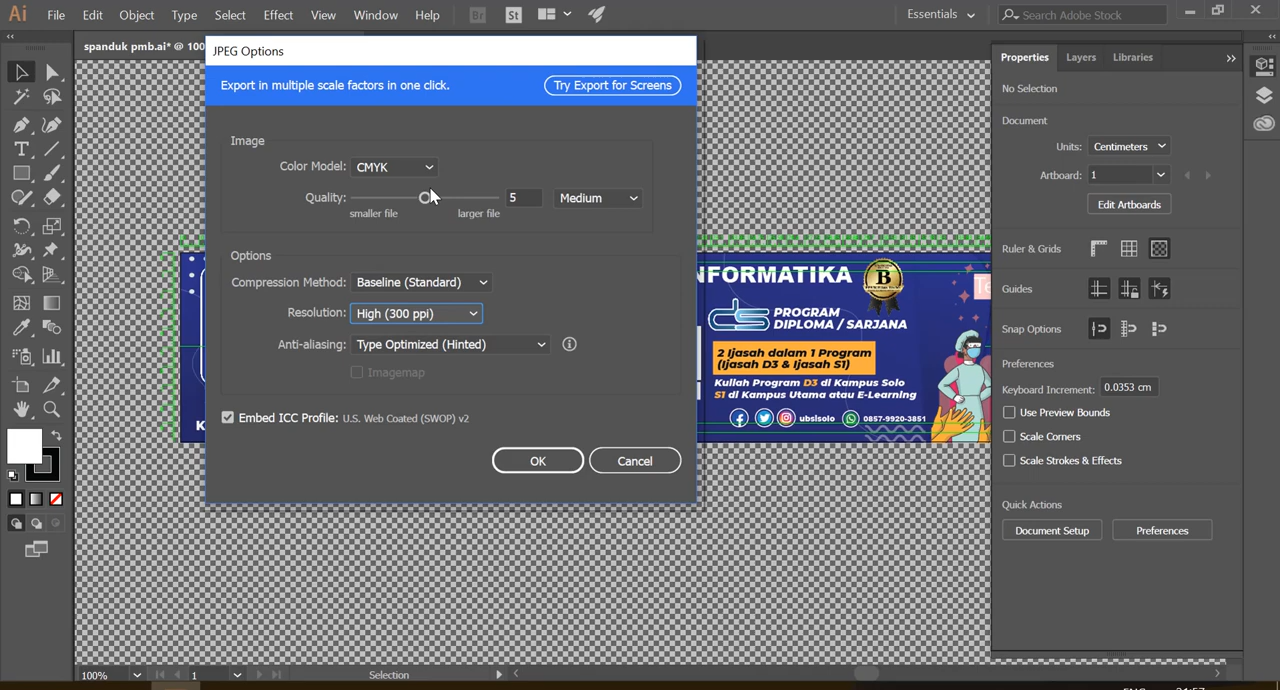 Ai File Edit Object Type Select Effect View Window Help Br St Essentials Search Adobe Stock
spanduk pmb.ai* @ 100
JPEG Options
Export in multiple scale factors in one click. Try Export for Screens
Image
Color Model: CMYK
Quality: 5 Medium
smaller file larger file
Options
Compression Method: Baseline (Standard)
Resolution: High (300 ppi)
Anti-aliasing: Type Optimized (Hinted)
Imagemap
Embed ICC Profile: U.S. Web Coated (SWOP) v2
OK Cancel
K
NFORMATIKA
B
Te
PROGRAM
DIPLOMA / SARJANA
2 Ijasah dalam 1 Program
(Ijasah D3 & Ijasah S1)
Kuliah Program D3 di Kampus Solo
S1 di Kampus Utama atau E-Learning
ubsisolo 0857-9920-3851
Properties Layers Libraries
No Selection
Document
Units: Centimeters
Artboard: 1
Edit Artboards
Ruler & Grids
Guides
Snap Options
Preferences
Keyboard Increment: 0.0353 cm
Use Preview Bounds
Scale Corners
Scale Strokes & Effects
Quick Actions
Document Setup Preferences
100% 1 Selection